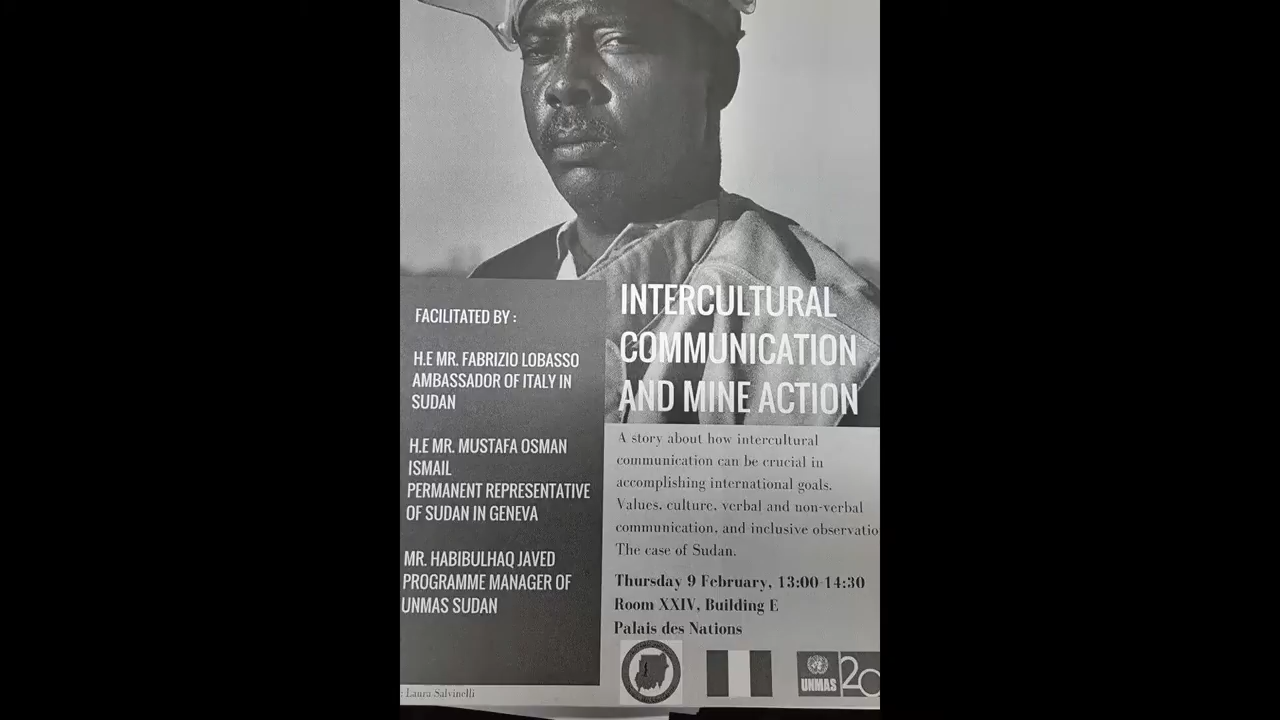 FACILITATED BY :
H.E MR. FABRIZIO LOBASSO
AMBASSADOR OF ITALY IN
SUDAN
H.E MR. MUSTAFA OSMAN
ISMAIL
PERMANENT REPRESENTATIVE
OF SUDAN IN GENEVA
MR. HABIBULHAQ JAVED
PROGRAMME MANAGER OF
UNMAS SUDAN
: Laura Salvinelli
INTERCULTURAL
COMMUNICATION
AND MINE ACTION
A story about how intercultural
communication can be crucial in
accomplishing international goals.
Values, culture, verbal and non-verbal
communication, and inclusive observatio
The case of Sudan.
Thursday 9 February, 13:00-14:30
Room XXIV, Building E
Palais des Nations
UNMAS
20